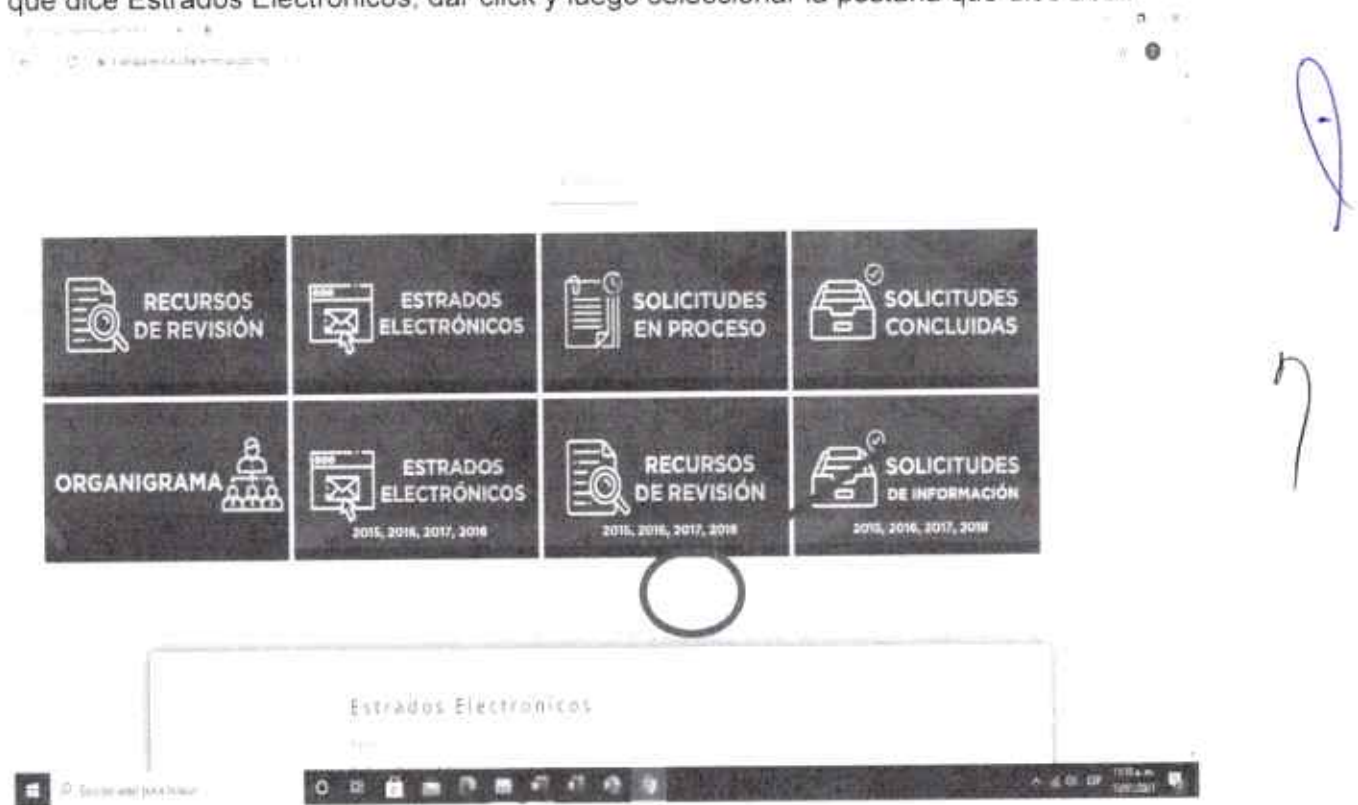 que dice Estrados Electrónicos, dar click y luego seleccionar la pestaña que dice
RECURSOS
DE REVISIÓN
ESTRADOS
ELECTRÓNICOS
SOLICITUDES
EN PROCESO
SOLICITUDES
CONCLUIDAS
ORGANIGRAMA
ESTRADOS
ELECTRÓNICOS
2015, 2016, 2017, 2018
RECURSOS
DE REVISIÓN
2015, 2016, 2017, 2018
SOLICITUDES
DE INFORMACIÓN
2015, 2016, 2017, 2018
Estrados Electronicos
ESP